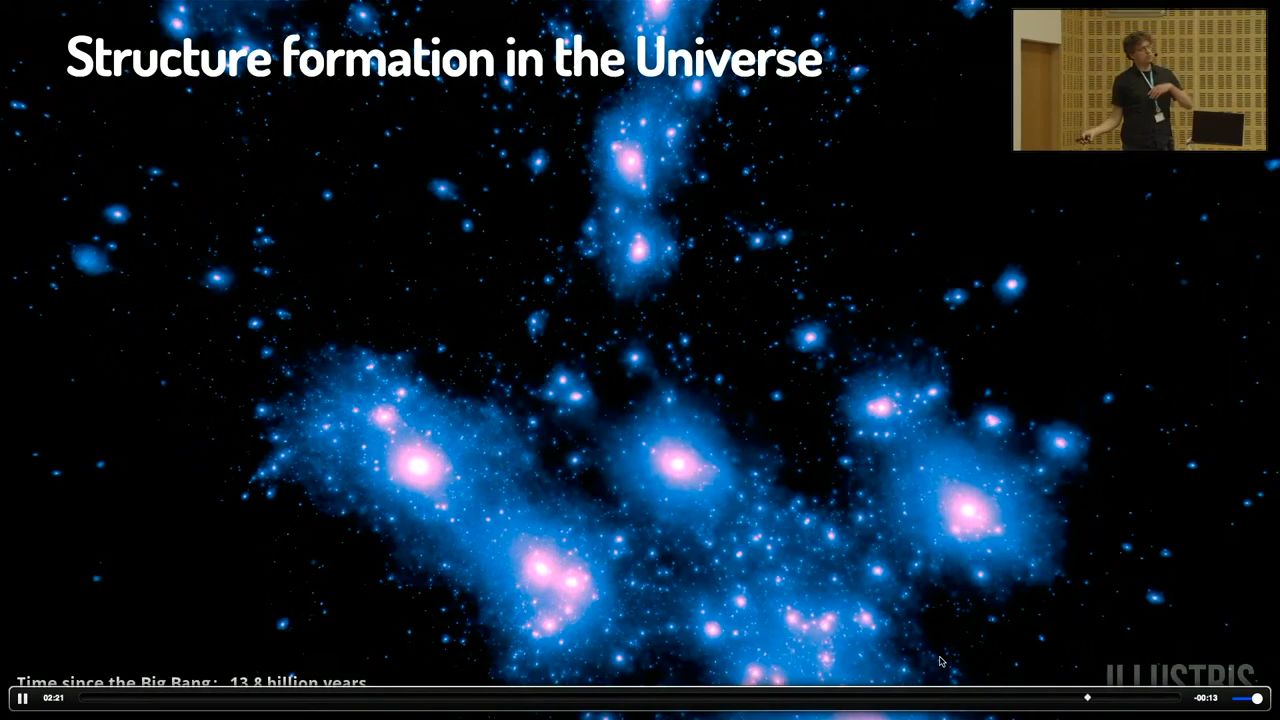 Structure formation in the Universe
Time since the Big Bang: 13.8 billion years
ILLUSTRIS
02:21
-00:13